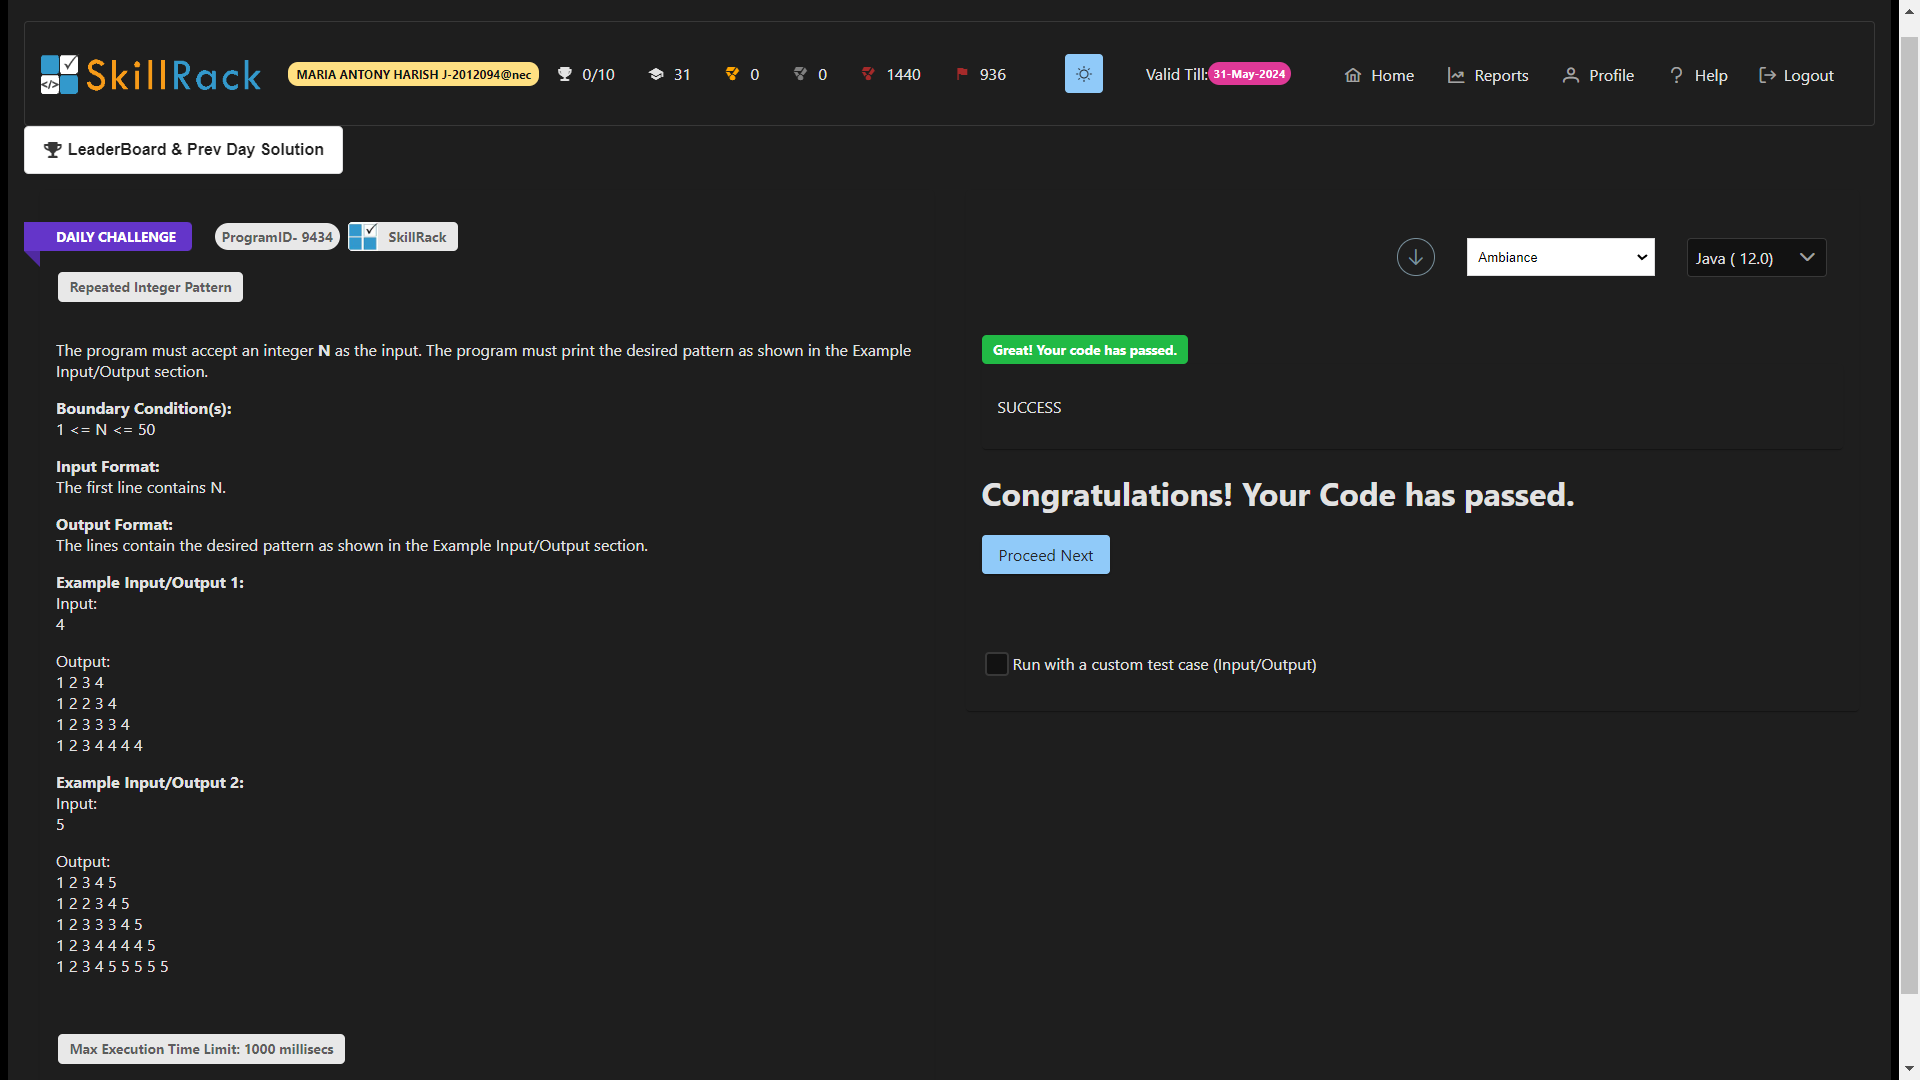 SkillRack MARIA ANTONY HARISH J-2012094@nec 0/10 31 0 0 1440 936 Valid Till: 31-May-2024 Home Reports Profile Help Logout
LeaderBoard & Prev Day Solution
DAILY CHALLENGE ProgramID- 9434 SkillRack
Ambiance Java ( 12.0)
Repeated Integer Pattern
The program must accept an integer N as the input. The program must print the desired pattern as shown in the Example
Input/Output section.
Boundary Condition(s):
1 <= N <= 50
Input Format:
The first line contains N.
Output Format:
The lines contain the desired pattern as shown in the Example Input/Output section.
Example Input/Output 1:
Input:
4
Output:
1 2 3 4
1 2 2 3 4
1 2 3 3 3 4
1 2 3 4 4 4 4
Example Input/Output 2:
Input:
5
Output:
1 2 3 4 5
1 2 2 3 4 5
1 2 3 3 3 4 5
1 2 3 4 4 4 4 5
1 2 3 4 5 5 5 5 5
Max Execution Time Limit: 1000 millisecs
Great! Your code has passed.
SUCCESS
Congratulations! Your Code has passed.
Proceed Next
Run with a custom test case (Input/Output)